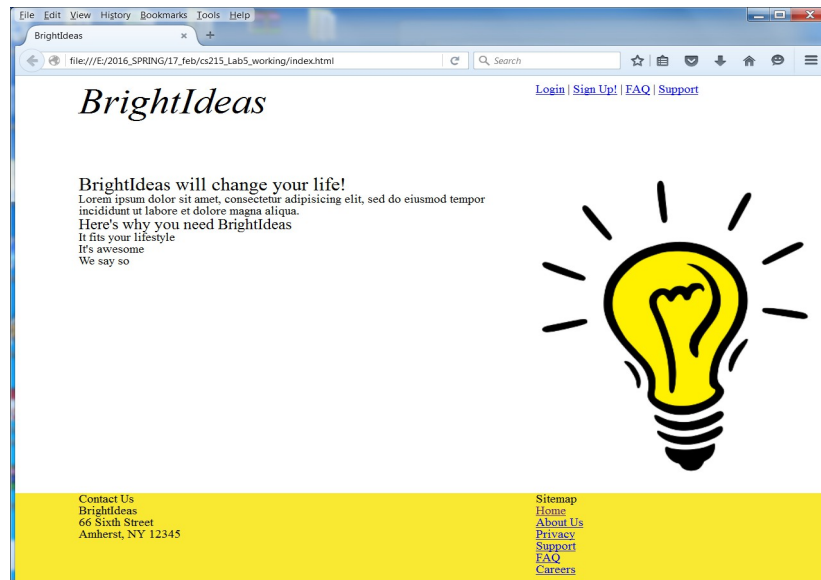 File Edit View History Bookmarks Tools Help
BrightIdeas × +
file:///E:/2016_SPRING/17_feb/cs215_Lab5_working/index.html
Search
BrightIdeas
Login | Sign Up! | FAQ | Support
BrightIdeas will change your life!
Lorem ipsum dolor sit amet, consectetur adipisicing elit, sed do eiusmod tempor
incididunt ut labore et dolore magna aliqua.
Here's why you need BrightIdeas
It fits your lifestyle
It's awesome
We say so
Contact Us
BrightIdeas
66 Sixth Street
Amherst, NY 12345
Sitemap
Home
About Us
Privacy
Support
FAQ
Careers